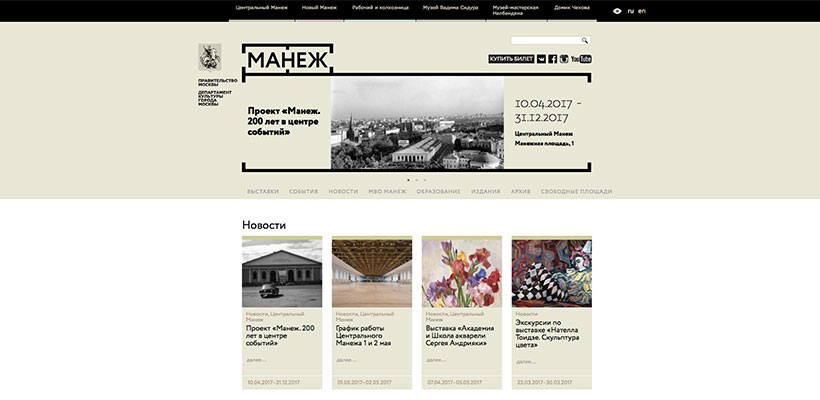 Центральный Манеж
Новый Манеж
Рабочий и колхозница
Музей Вадима Сидура
Музей-мастерская
Налбандяна
Домик Чехова
ru en
ПРАВИТЕЛЬСТВО
МОСКВЫ
ДЕПАРТАМЕНТ
КУЛЬТУРЫ
ГОРОДА
МОСКВЫ
МАНЕЖ
КУПИТЬ БИЛЕТ
You Tube
Проект «Манеж.
200 лет в центре
событий»
10.04.2017 –
31.12.2017
Центральный Манеж
Манежная площадь, 1
ВЫСТАВКИ СОБЫТИЯ НОВОСТИ МВО МАНЕЖ ОБРАЗОВАНИЕ ИЗДАНИЯ АРХИВ СВОБОДНЫЕ ПЛОЩАДИ
Новости
Новости, Центральный
Манеж
Проект «Манеж. 200
лет в центре
событий»
далее...
10.04.2017-31.12.2017
Новости, Центральный
Манеж
График работы
Центрального
Манежа 1 и 2 мая
далее...
01.05.2017-02.05.2017
Новости, Центральный
Манеж
Выставка «Академия
и Школа акварели
Сергея Андрияки»
далее...
07.04.2017-05.05.2017
Новости
Экскурсии по
выставке «Нателла
Тоидзе. Скульптура
цвета»
далее...
23.03.2017-30.03.2017